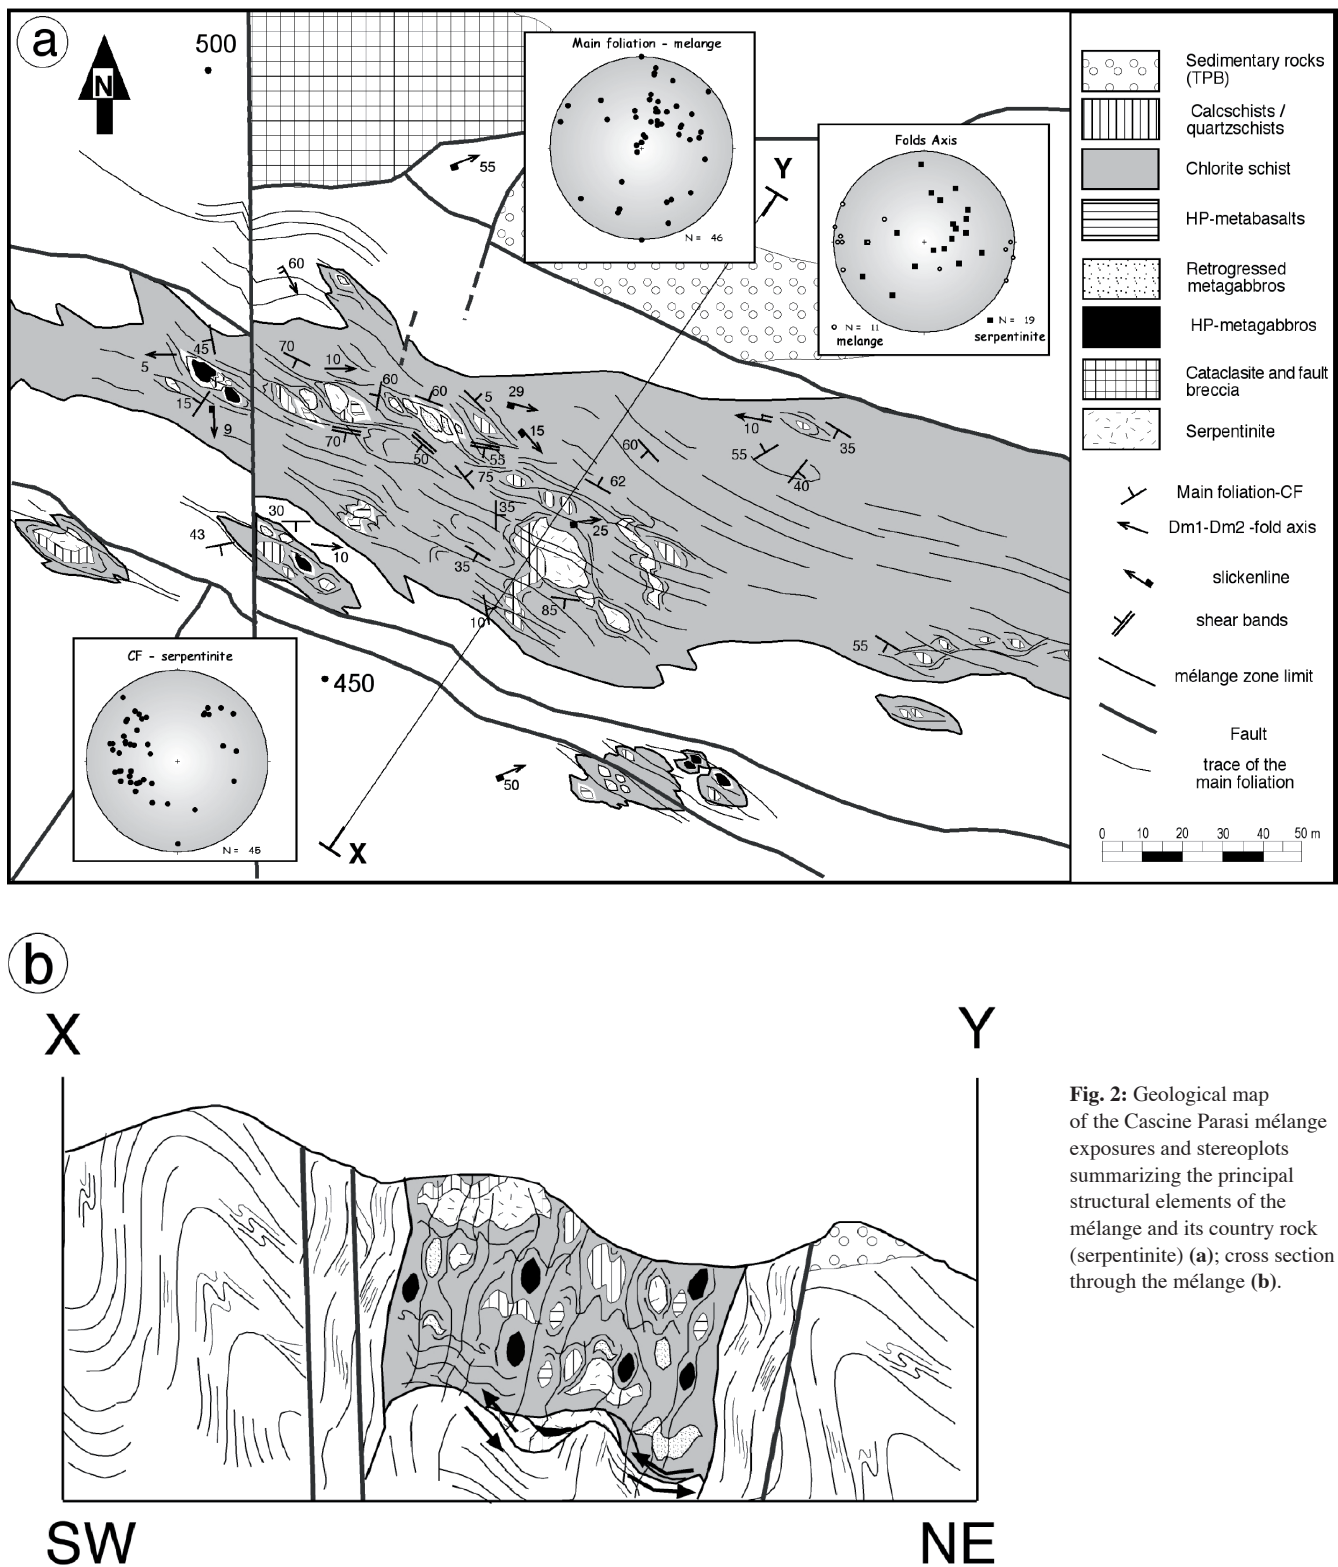 a
500
N
Main foliation - melange
N = 46
Y
Folds Axis
N = 11
melange
N = 19
serpentinite
55
60
45
5
15
9
70
10
60
60
5
29
15
70
50
55
75
60
62
10
35
55
40
35
25
35
85
10
30
43
10
55
50
CF - serpentinite
N = 45
450
X
Sedimentary rocks
(TPB)
Calcschists /
quartzschists
Chlorite schist
HP-metabasalts
Retrogressed
metagabbros
HP-metagabbros
Cataclasite and fault
breccia
Serpentinite
Main foliation-CF
Dm1-Dm2 -fold axis
slickenline
shear bands
mélange zone limit
Fault
trace of the
main foliation
0 10 20 30 40 50 m
b
X
Y
SW
NE
Fig. 2: Geological map
of the Cascine Parasi mélange
exposures and stereoplots
summarizing the principal
structural elements of the
mélange and its country rock
(serpentinite) (a); cross section
through the mélange (b).